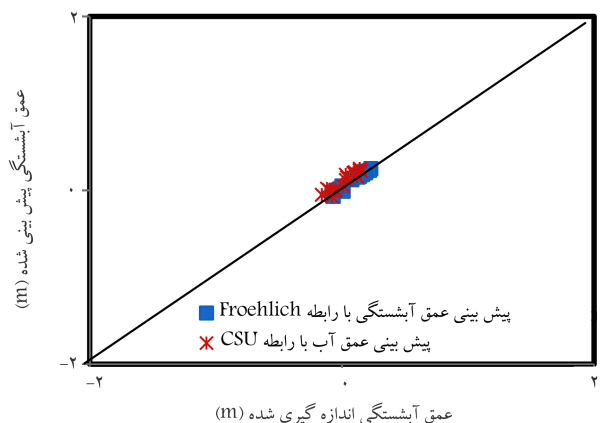 ۲
۰
−۲
عمق آبشستگی پیش بینی شده (m)
پیش بینی عمق آبشستگی با رابطه Froehlich
پیش بینی عمق آب با رابطه CSU
−۲
۰
۲
عمق آبشستگی اندازه گیری شده (m)